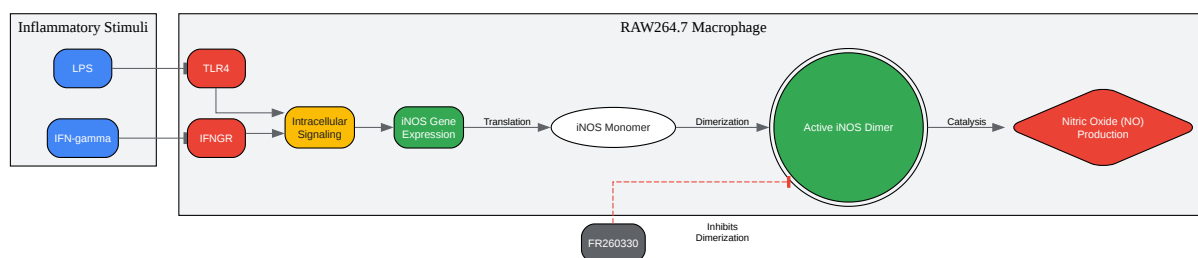 Inflammatory Stimuli
RAW264.7 Macrophage
LPS
TLR4
IFN-gamma
IFNGR
Intracellular
Signaling
iNOS Gene
Expression
Translation
iNOS Monomer
Dimerization
Active iNOS Dimer
Catalysis
Nitric Oxide (NO)
Production
FR260330
Inhibits
Dimerization